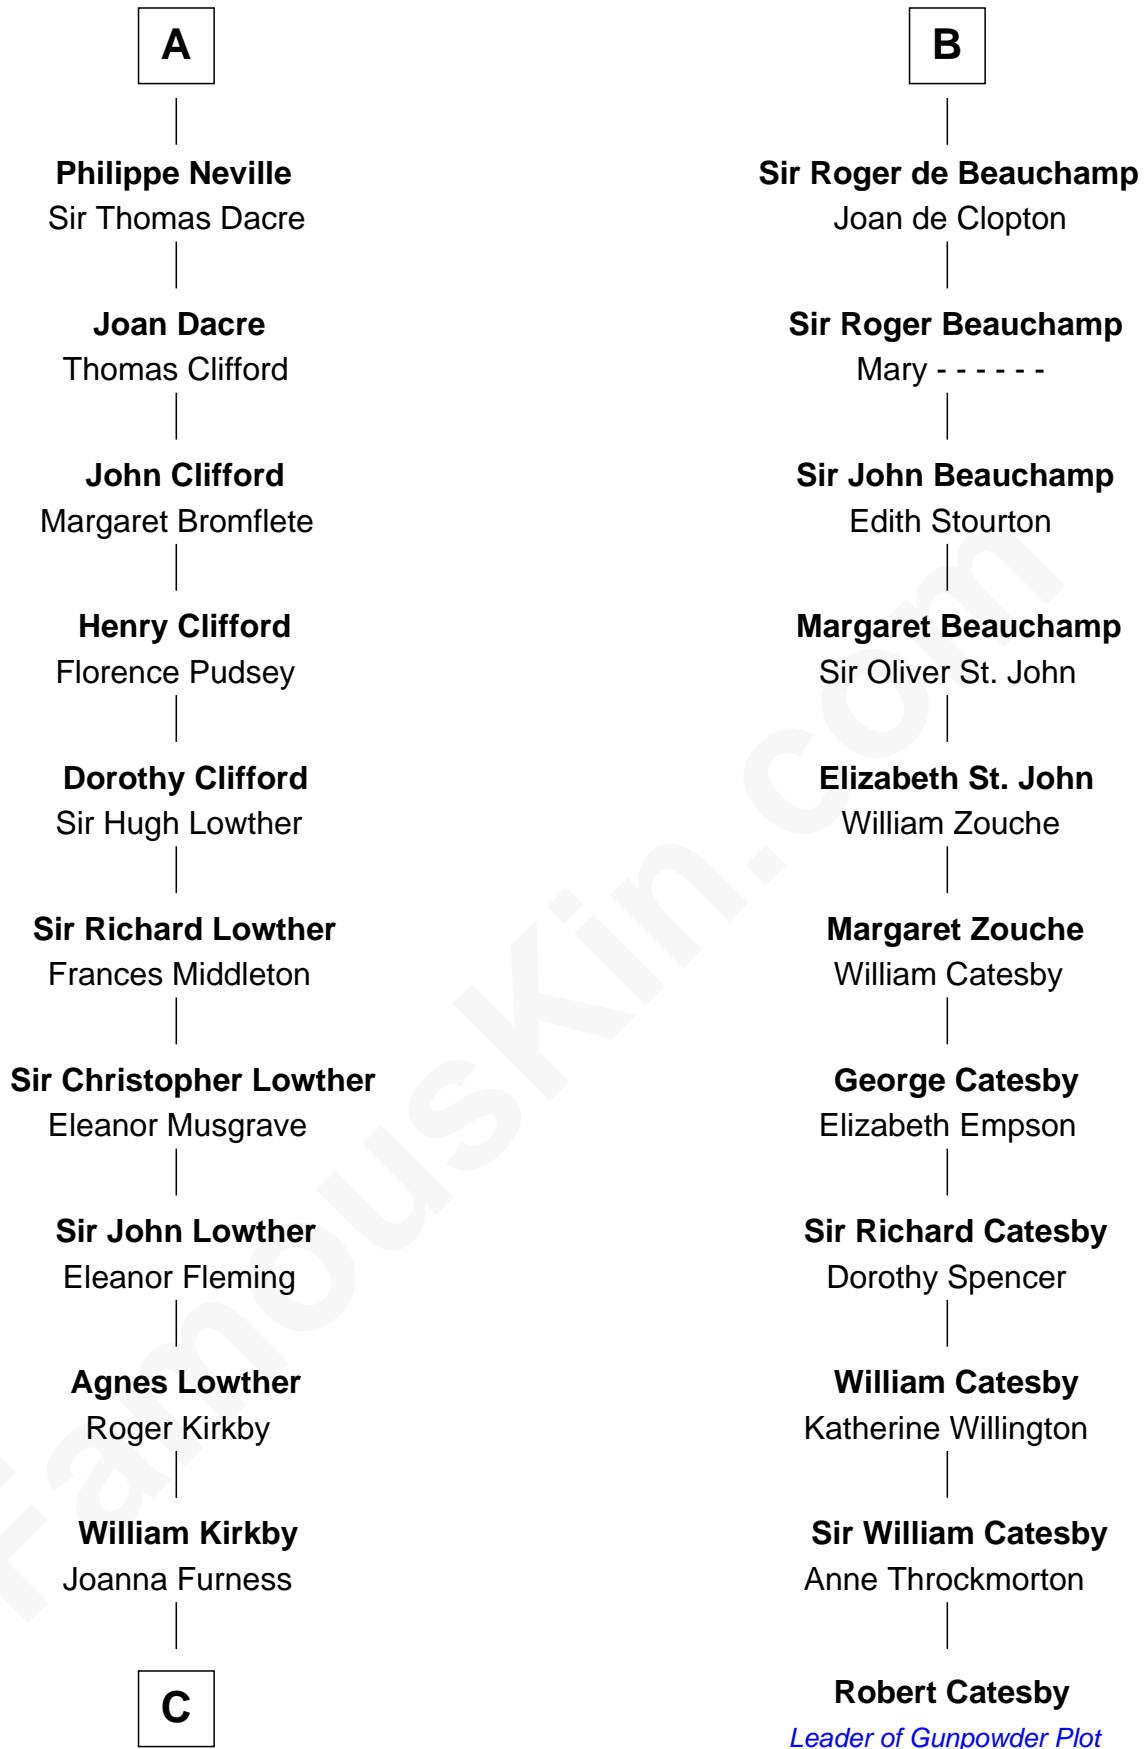 A
Philippe Neville
Sir Thomas Dacre
Joan Dacre
Thomas Clifford
John Clifford
Margaret Bromflete
Henry Clifford
Florence Pudsey
Dorothy Clifford
Sir Hugh Lowther
Sir Richard Lowther
Frances Middleton
Sir Christopher Lowther
Eleanor Musgrave
Sir John Lowther
Eleanor Fleming
Agnes Lowther
Roger Kirkby
William Kirkby
Joanna Furness
C
B
Sir Roger de Beauchamp
Joan de Clopton
Sir Roger Beauchamp
Mary - - - - - -
Sir John Beauchamp
Edith Stourton
Margaret Beauchamp
Sir Oliver St. John
Elizabeth St. John
William Zouche
Margaret Zouche
William Catesby
George Catesby
Elizabeth Empson
Sir Richard Catesby
Dorothy Spencer
William Catesby
Katherine Willington
Sir William Catesby
Anne Throckmorton
Robert Catesby
Leader of Gunpowder Plot
FamousKin.com